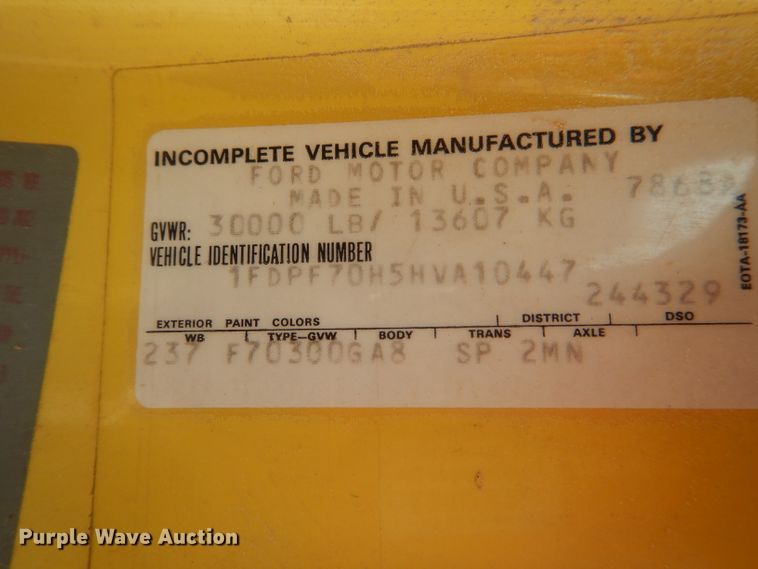 INCOMPLETE VEHICLE MANUFACTURED BY
FORD MOTOR COMPANY
MADE IN U.S.A.
GVWR: 30000 LB/ 13607 KG
VEHICLE IDENTIFICATION NUMBER
1FDPF70H5HVA10447
244329
EXTERIOR PAINT COLORS DISTRICT DSO
WB TYPE-GVW BODY TRANS AXLE
237 F70300GA8 SP 2MN
EOTA-18173-AA
Purple Wave Auction